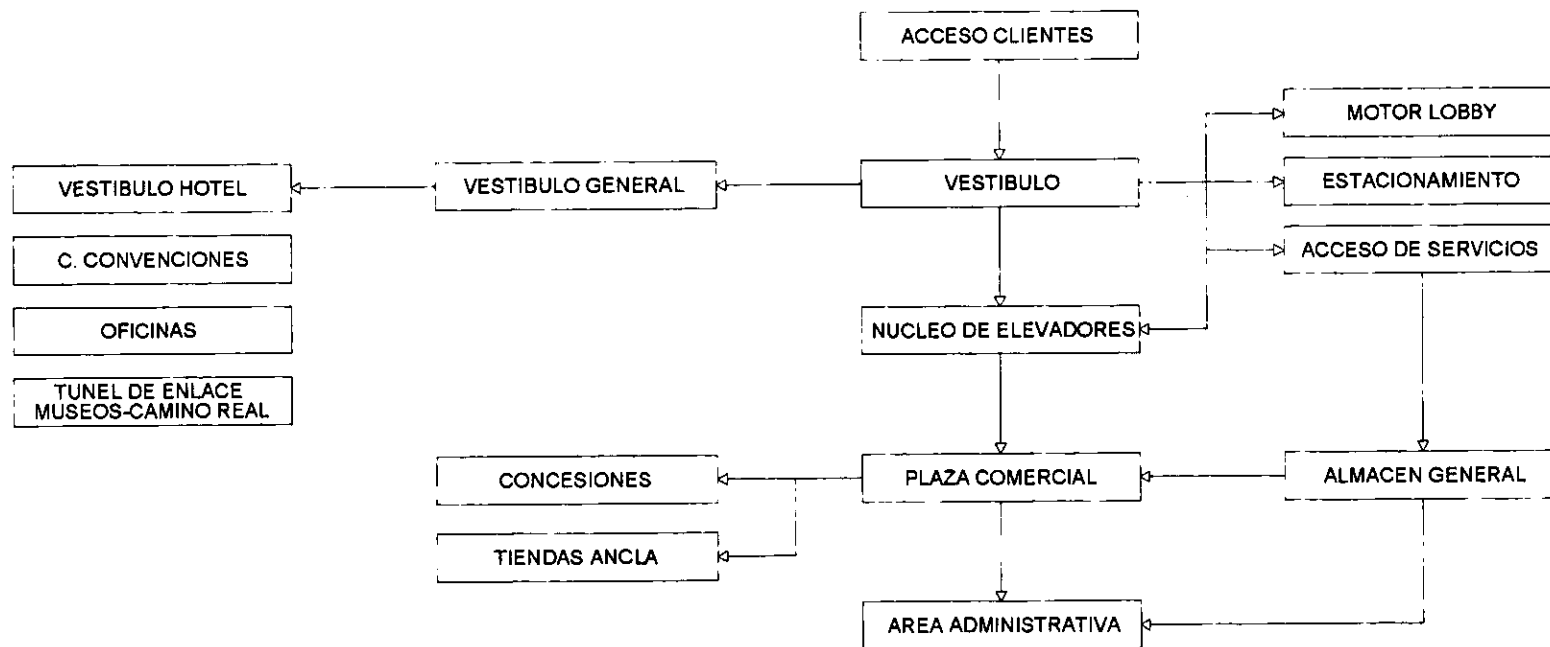 ACCESO CLIENTES
MOTOR LOBBY
VESTIBULO HOTEL
VESTIBULO GENERAL
VESTIBULO
ESTACIONAMIENTO
C. CONVENCIONES
ACCESO DE SERVICIOS
OFICINAS
NUCLEO DE ELEVADORES
TUNEL DE ENLACE
MUSEOS-CAMINO REAL
CONCESIONES
PLAZA COMERCIAL
ALMACEN GENERAL
TIENDAS ANCLA
AREA ADMINISTRATIVA